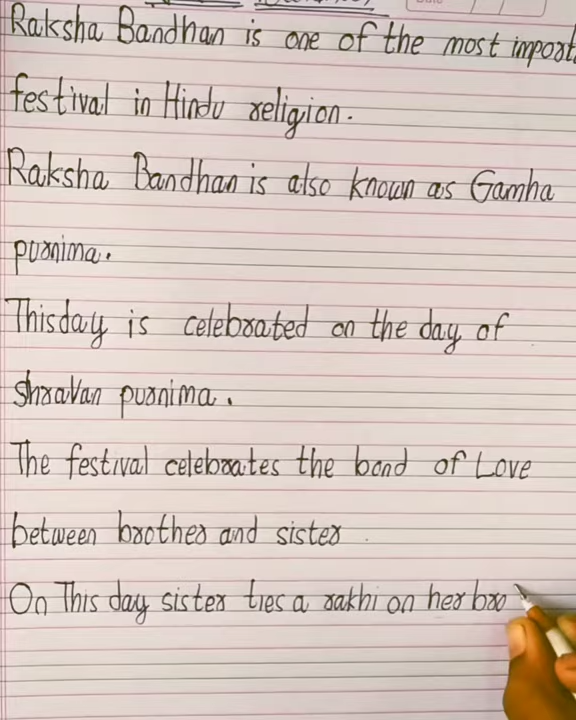 Raksha Bandhan is one of the most import
festival in Hindu religion.
Raksha Bandhan is also known as Gamha
purnima.
This day is celebrated on the day of
Shravan purnima.
The festival celebrates the bond of Love
between brother and sister
On This day sister ties a rakhi on her bro